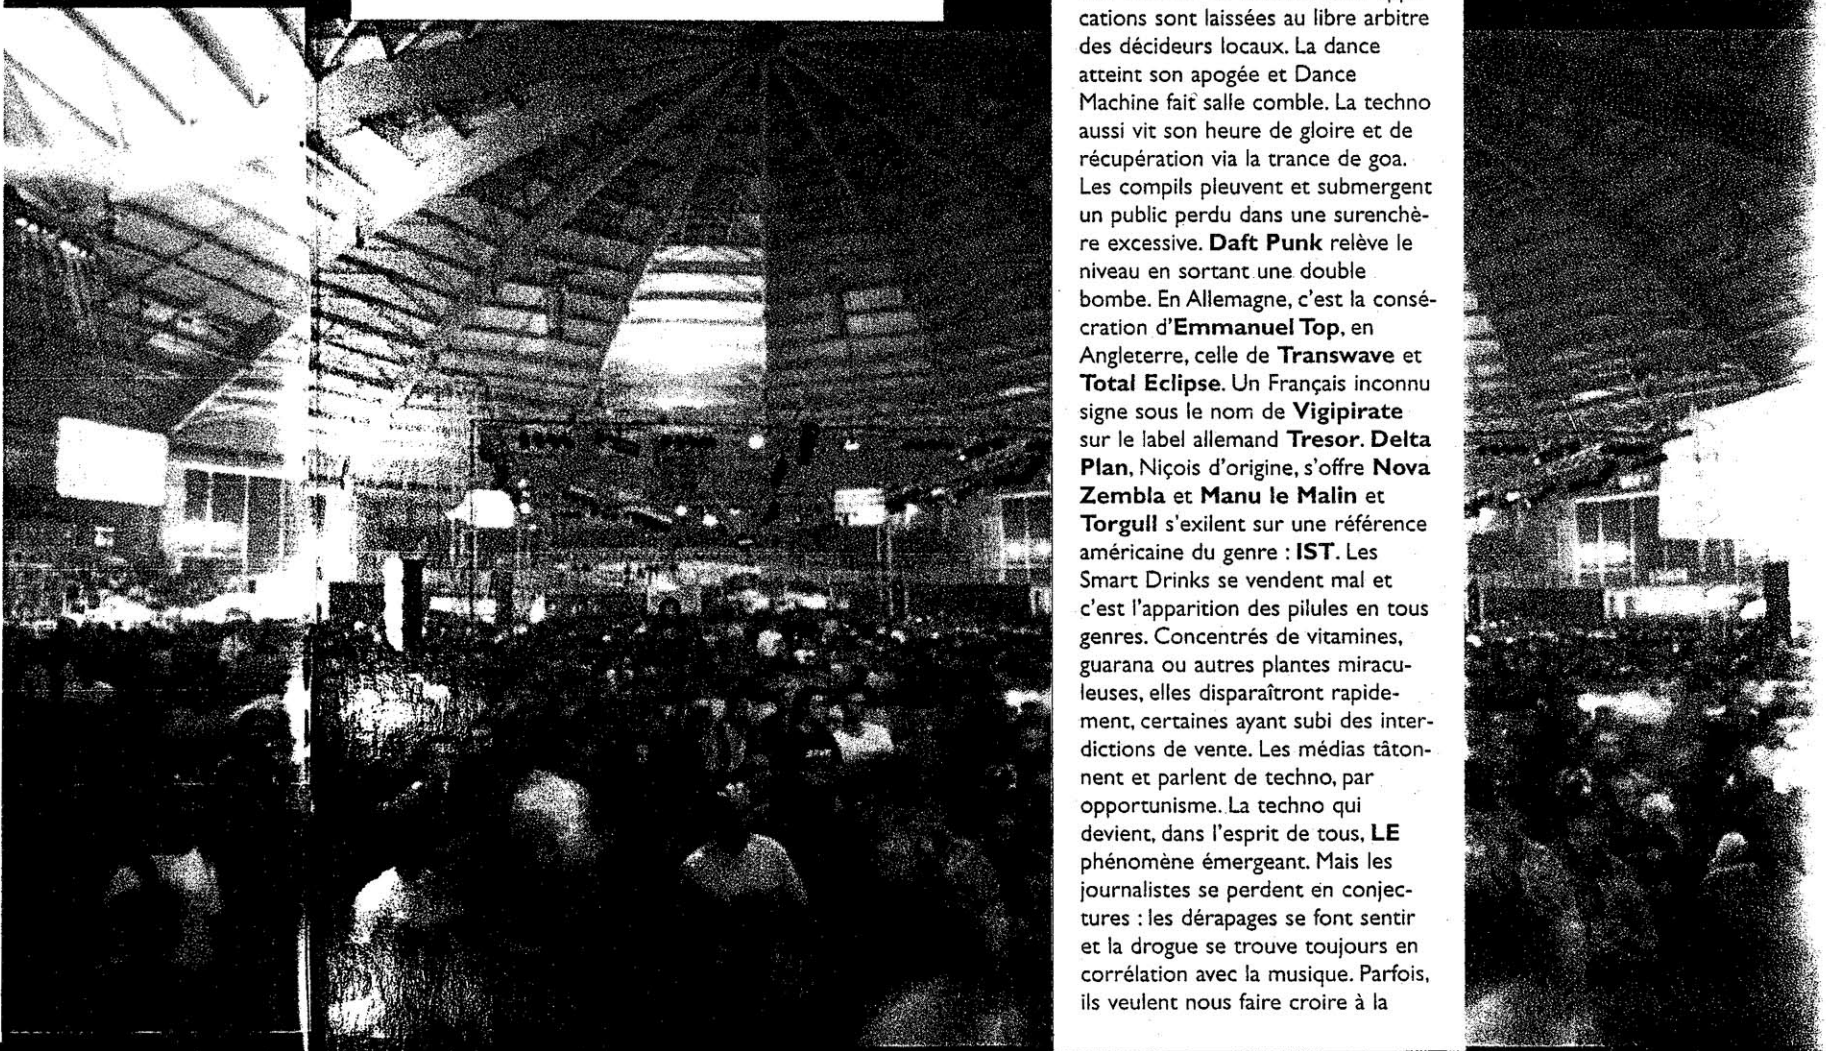 cations sont laissées au libre arbitre
des décideurs locaux. La dance
atteint son apogée et Dance
Machine fait salle comble. La techno
aussi vit son heure de gloire et de
récupération via la trance de goa.
Les compils pleuvent et submergent
un public perdu dans une surenchè-
re excessive. Daft Punk relève le
niveau en sortant une double
bombe. En Allemagne, c'est la consé-
cration d'Emmanuel Top, en
Angleterre, celle de Transwave et
Total Eclipse. Un Français inconnu
signe sous le nom de Vigipirate
sur le label allemand Tresor. Delta
Plan, Niçois d'origine, s'offre Nova
Zembla et Manu le Malin et
Torgull s'exilent sur une référence
américaine du genre : IST. Les
Smart Drinks se vendent mal et
c'est l'apparition des pilules en tous
genres. Concentrés de vitamines,
guarana ou autres plantes miracu-
leuses, elles disparaîtront rapide-
ment, certaines ayant subi des inter-
dictions de vente. Les médias tâton-
nent et parlent de techno, par
opportunisme. La techno qui
devient, dans l'esprit de tous, LE
phénomène émergeant. Mais les
journalistes se perdent en conjec-
tures : les dérapages se font sentir
et la drogue se trouve toujours en
corrélation avec la musique. Parfois,
ils veulent nous faire croire à la